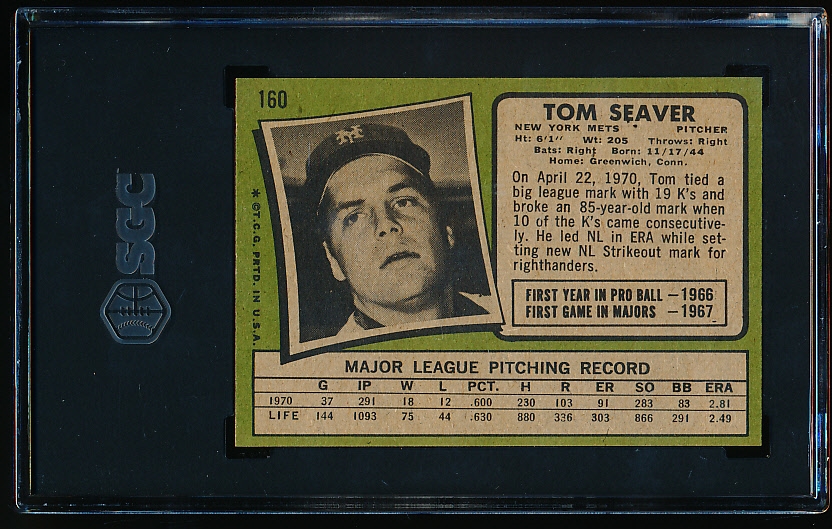 160
TOM SEAVER
NEW YORK METS PITCHER
Ht: 6'1" Wt: 205 Throws: Right
Bats: Right Born: 11/17/44
Home: Greenwich, Conn.
On April 22, 1970, Tom tied a
big league mark with 19 K's and
broke an 85-year-old mark when
10 of the K's came consecutive-
ly. He led NL in ERA while set-
ting new NL Strikeout mark for
righthanders.
FIRST YEAR IN PRO BALL —1966
FIRST GAME IN MAJORS —1967
* ©T.C.G. PRTD. IN U.S.A.
SGC
NY
MAJOR LEAGUE PITCHING RECORD
G IP W L PCT. H R ER SO BB ERA
1970 37 291 18 12 .600 230 103 91 283 83 2.81
LIFE 144 1093 75 44 .630 880 336 303 866 291 2.49